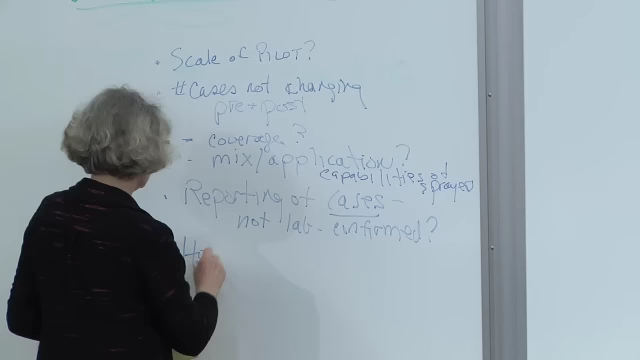 • Scale of PILOT?
• # Cases not changing
pre + post
- coverage?
- mix/application?
capabilities of sprayer
• Reporting of cases -
not lab-confirmed?